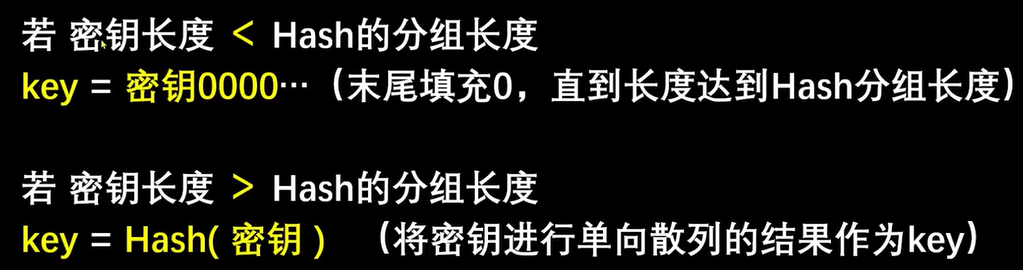 若 密钥长度 < Hash的分组长度
key = 密钥0000…（末尾填充0，直到长度达到Hash分组长度）
若 密钥长度 > Hash的分组长度
key = Hash( 密钥 ) （将密钥进行单向散列的结果作为key）